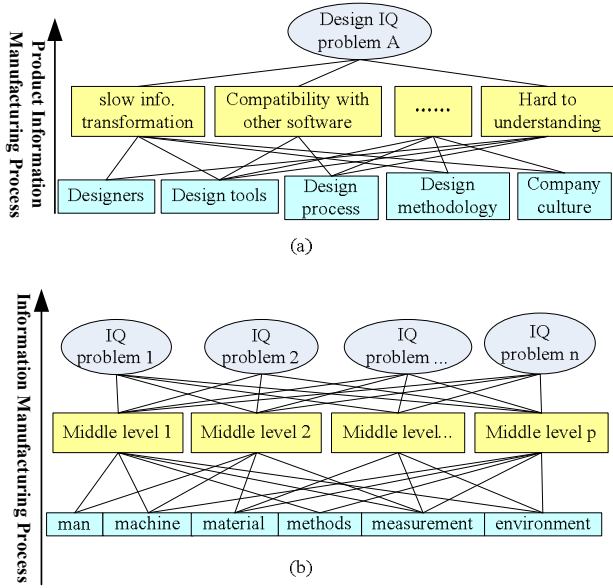 Product Information
Manufacturing Process
Design IQ
problem A
slow info.
transformation
Compatibility with
other software
......
Hard to
understanding
Designers
Design tools
Design
process
Design
methodology
Company
culture
(a)
Information Manufacturing Process
IQ
problem 1
IQ
problem 2
IQ
problem ...
IQ
problem n
Middle level 1
Middle level 2
Middle level...
Middle level p
man
machine
material
methods
measurement
environment
(b)